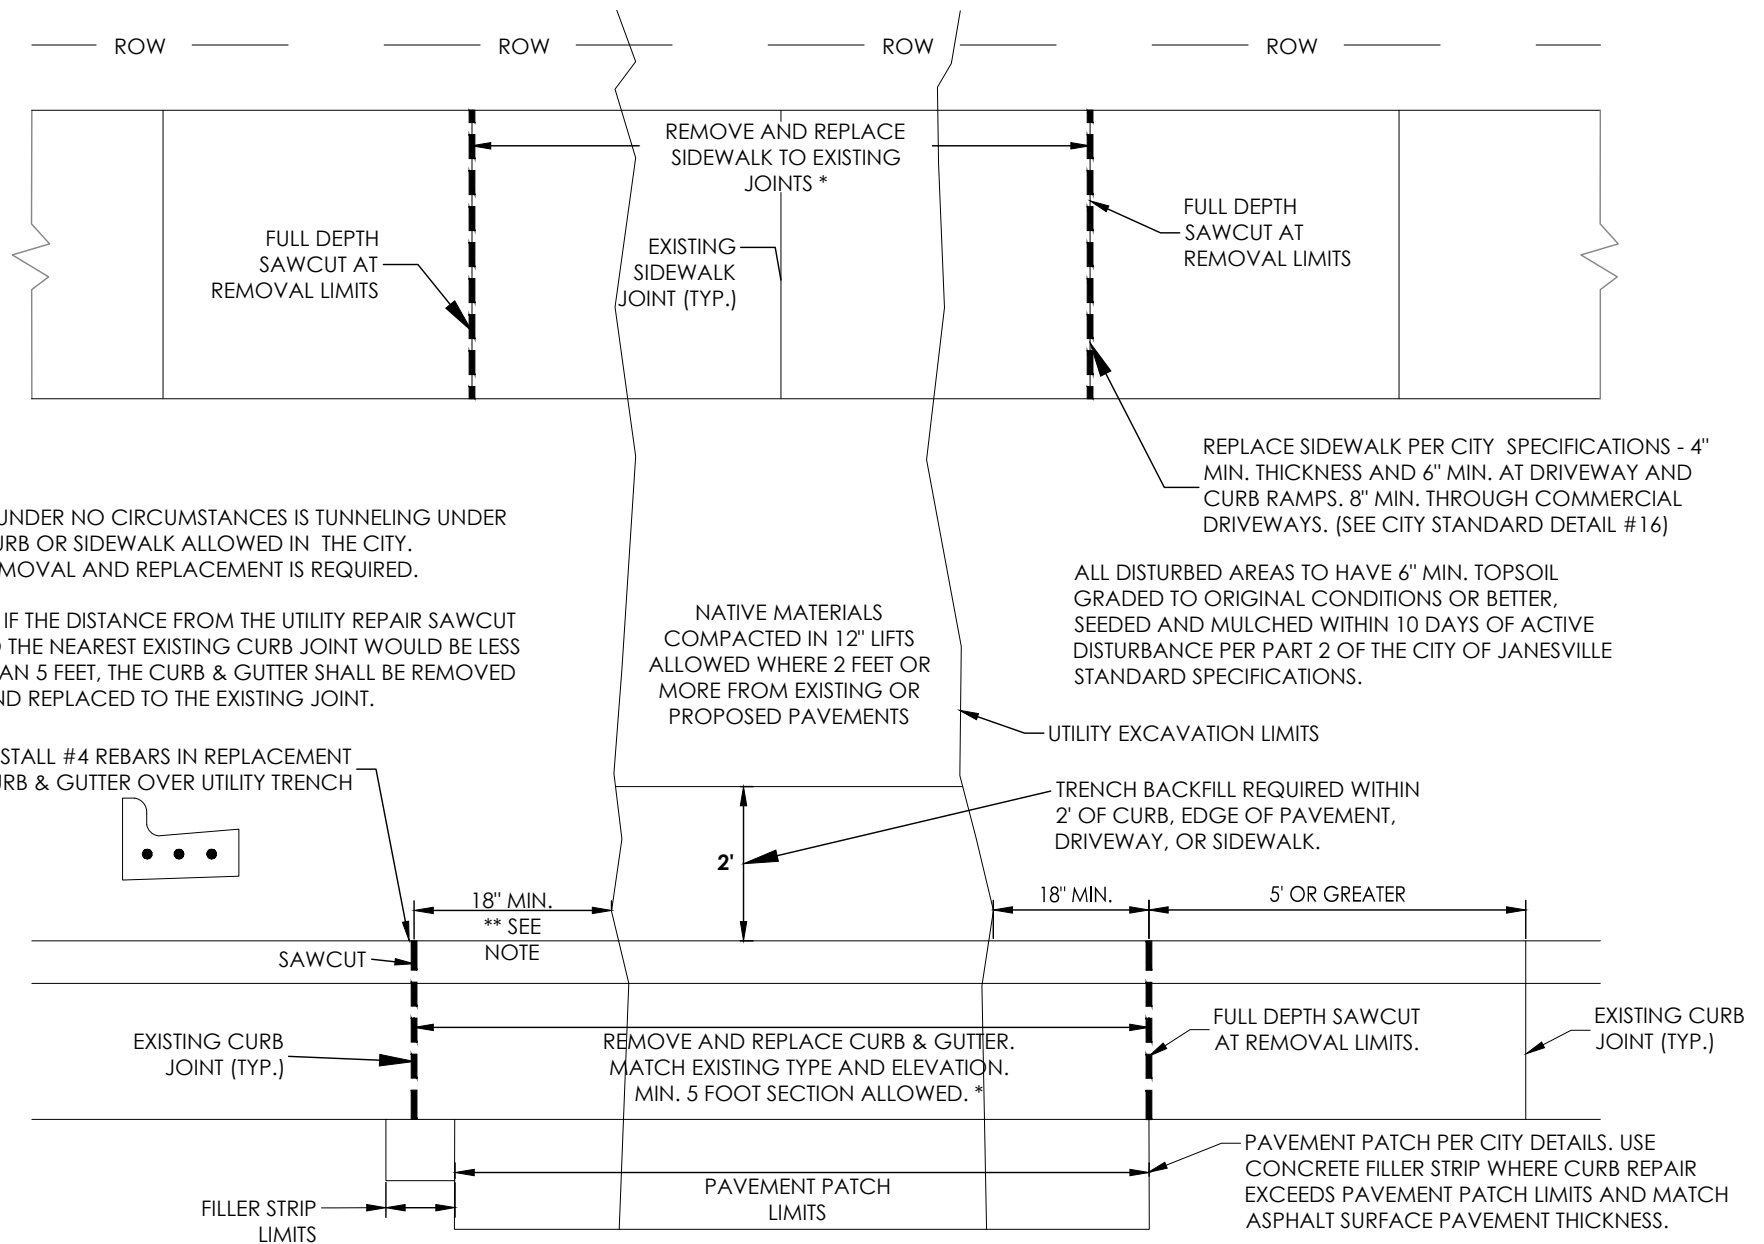 ROW ROW ROW ROW
REMOVE AND REPLACE
SIDEWALK TO EXISTING
JOINTS *
FULL DEPTH
SAWCUT AT
REMOVAL LIMITS
EXISTING
SIDEWALK
JOINT (TYP.)
FULL DEPTH
SAWCUT AT
REMOVAL LIMITS
REPLACE SIDEWALK PER CITY SPECIFICATIONS - 4"
MIN. THICKNESS AND 6" MIN. AT DRIVEWAY AND
CURB RAMPS. 8" MIN. THROUGH COMMERCIAL
DRIVEWAYS. (SEE CITY STANDARD DETAIL #16)
UNDER NO CIRCUMSTANCES IS TUNNELING UNDER
URB OR SIDEWALK ALLOWED IN THE CITY.
MOVAL AND REPLACEMENT IS REQUIRED.
IF THE DISTANCE FROM THE UTILITY REPAIR SAWCUT
THE NEAREST EXISTING CURB JOINT WOULD BE LESS
AN 5 FEET, THE CURB & GUTTER SHALL BE REMOVED
ND REPLACED TO THE EXISTING JOINT.
NATIVE MATERIALS
COMPACTED IN 12" LIFTS
ALLOWED WHERE 2 FEET OR
MORE FROM EXISTING OR
PROPOSED PAVEMENTS
ALL DISTURBED AREAS TO HAVE 6" MIN. TOPSOIL
GRADED TO ORIGINAL CONDITIONS OR BETTER,
SEEDED AND MULCHED WITHIN 10 DAYS OF ACTIVE
DISTURBANCE PER PART 2 OF THE CITY OF JANESVILLE
STANDARD SPECIFICATIONS.
UTILITY EXCAVATION LIMITS
STALL #4 REBARS IN REPLACEMENT
URB & GUTTER OVER UTILITY TRENCH
TRENCH BACKFILL REQUIRED WITHIN
2' OF CURB, EDGE OF PAVEMENT,
DRIVEWAY, OR SIDEWALK.
2'
18" MIN.
** SEE
NOTE
18" MIN.
5' OR GREATER
SAWCUT
EXISTING CURB
JOINT (TYP.)
REMOVE AND REPLACE CURB & GUTTER.
MATCH EXISTING TYPE AND ELEVATION.
MIN. 5 FOOT SECTION ALLOWED. *
FULL DEPTH SAWCUT
AT REMOVAL LIMITS.
EXISTING CURB
JOINT (TYP.)
FILLER STRIP
LIMITS
PAVEMENT PATCH
LIMITS
PAVEMENT PATCH PER CITY DETAILS. USE
CONCRETE FILLER STRIP WHERE CURB REPAIR
EXCEEDS PAVEMENT PATCH LIMITS AND MATCH
ASPHALT SURFACE PAVEMENT THICKNESS.